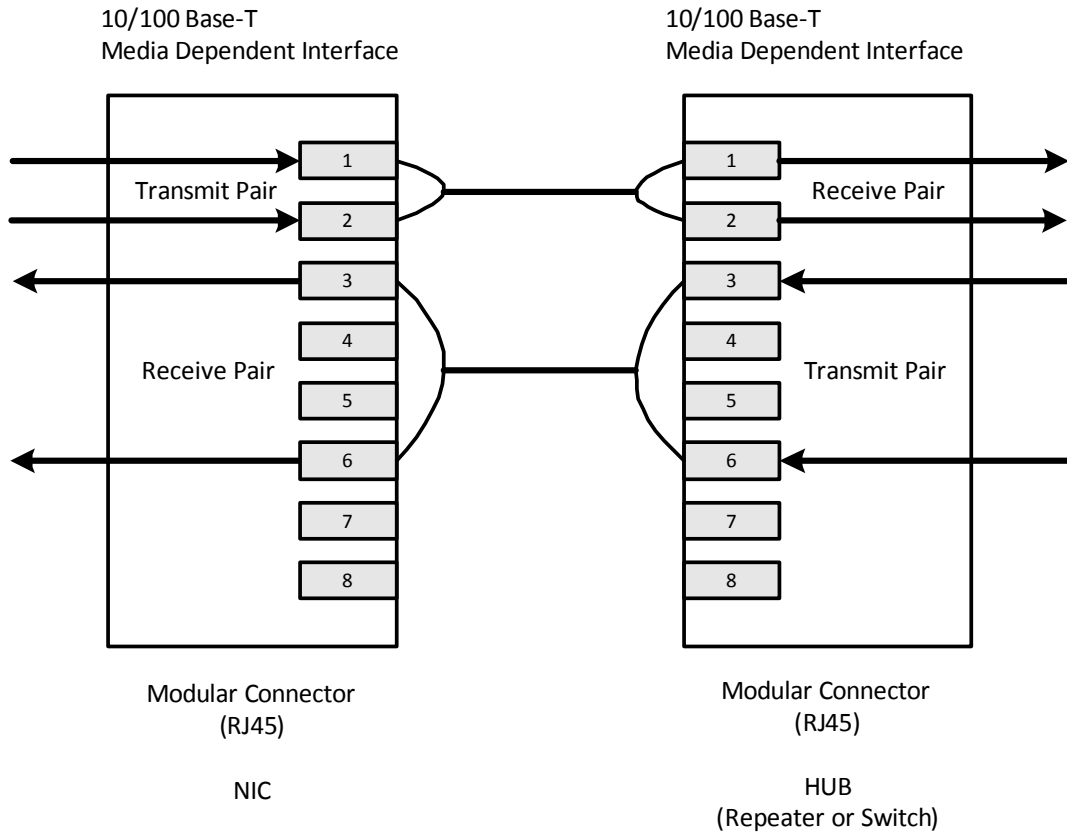 10/100 Base-T
Media Dependent Interface
10/100 Base-T
Media Dependent Interface
1
Transmit Pair
2
3
4
Receive Pair
5
6
7
8
1
Receive Pair
2
3
4
Transmit Pair
5
6
7
8
Modular Connector
(RJ45)
NIC
Modular Connector
(RJ45)
HUB
(Repeater or Switch)